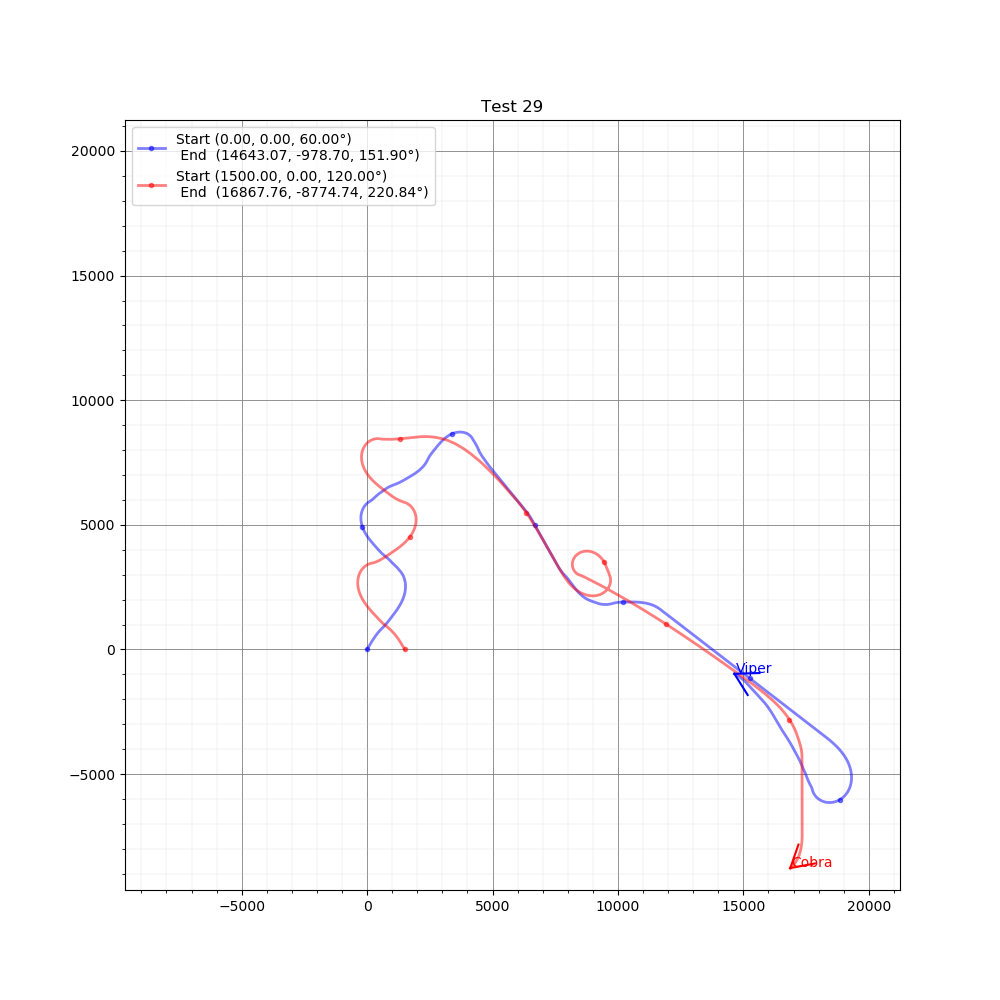 Test 29
Start (0.00, 0.00, 60.00°)
End (14643.07, -978.70, 151.90°)
Start (1500.00, 0.00, 120.00°)
End (16867.76, -8774.74, 220.84°)
20000
15000
10000
5000
0
−5000
Viper
Cobra
−5000 0 5000 10000 15000 20000